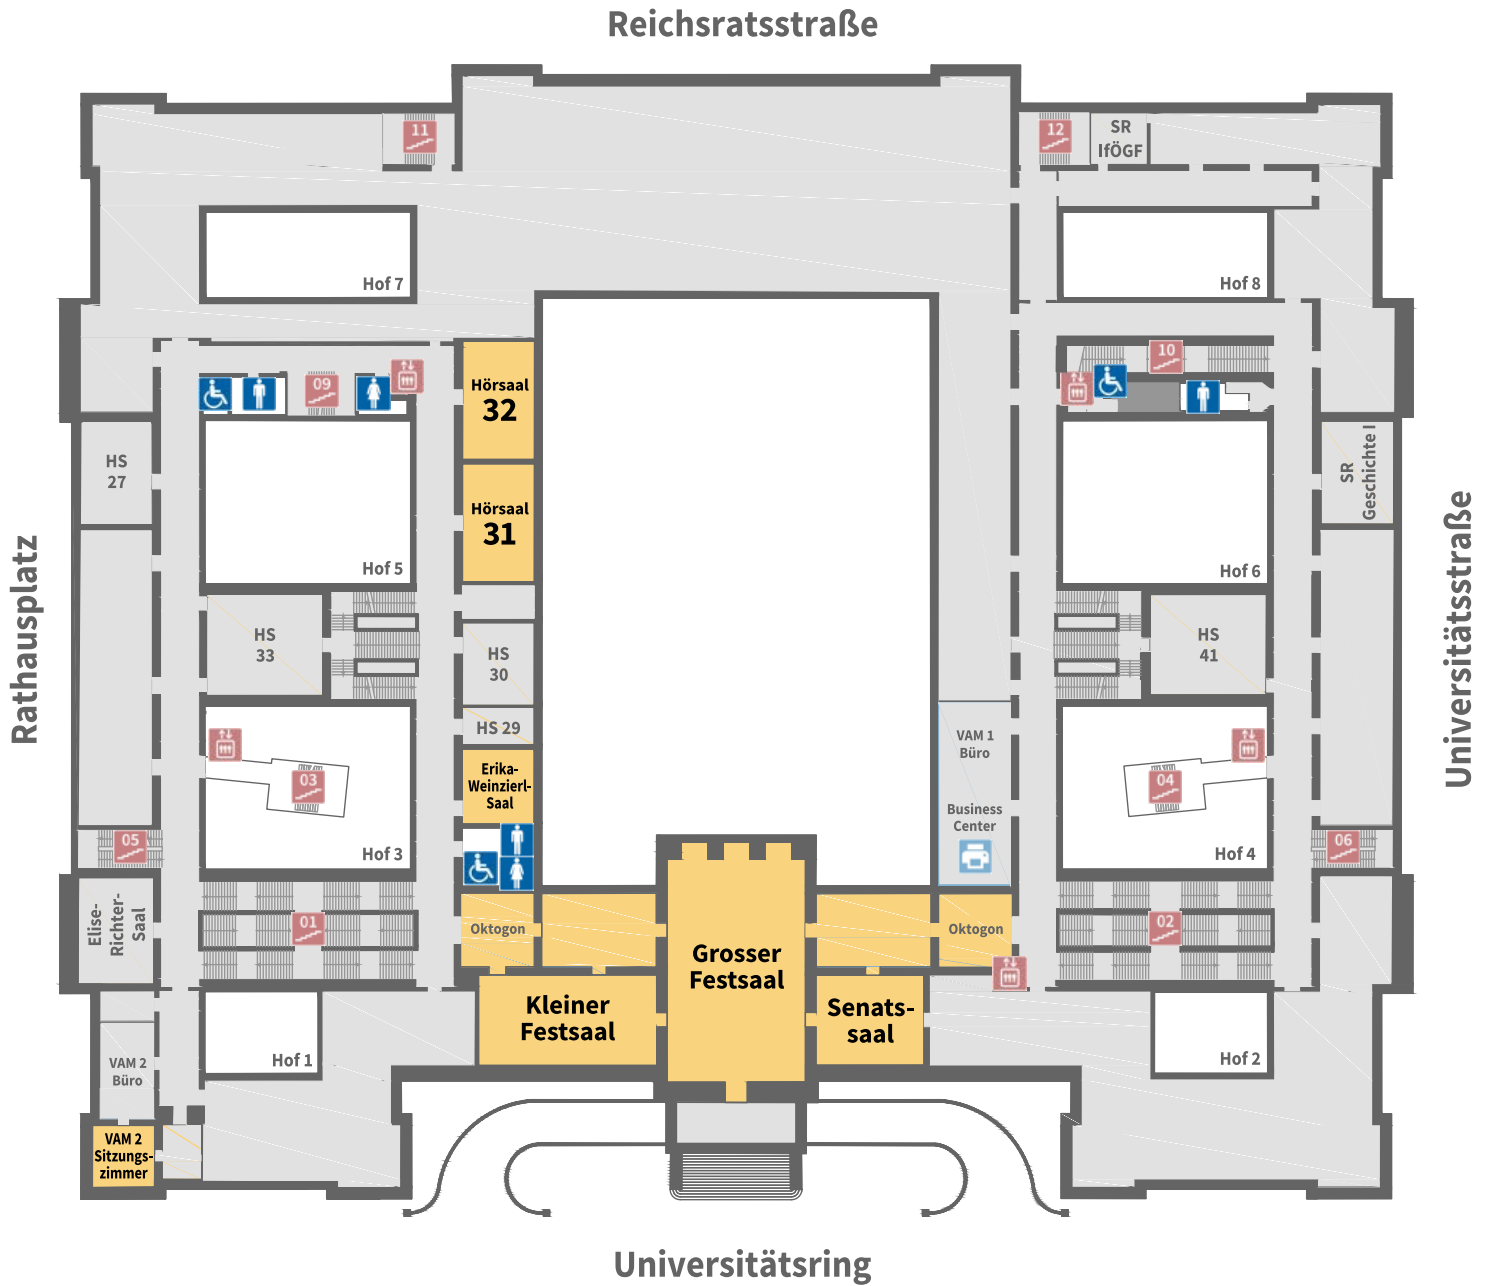 Reichsratsstraße
11
12
SR
IfÖGF
Hof 7
Hof 8
09
10
Hörsaal
32
HS
27
SR
Geschichte I
Hörsaal
31
Hof 5
Hof 6
Rathausplatz
Universitätsstraße
HS
33
HS
30
HS
41
HS 29
VAM 1
Büro
03
Erika-
Weinzierl-
Saal
04
Business
Center
05
Hof 3
Hof 4
06
Elise-
Richter-
Saal
01
Oktogon
Grosser
Festsaal
Oktogon
02
Kleiner
Festsaal
Senats-
saal
Hof 1
Hof 2
VAM 2
Büro
VAM 2
Sitzungs-
zimmer
Universitätsring